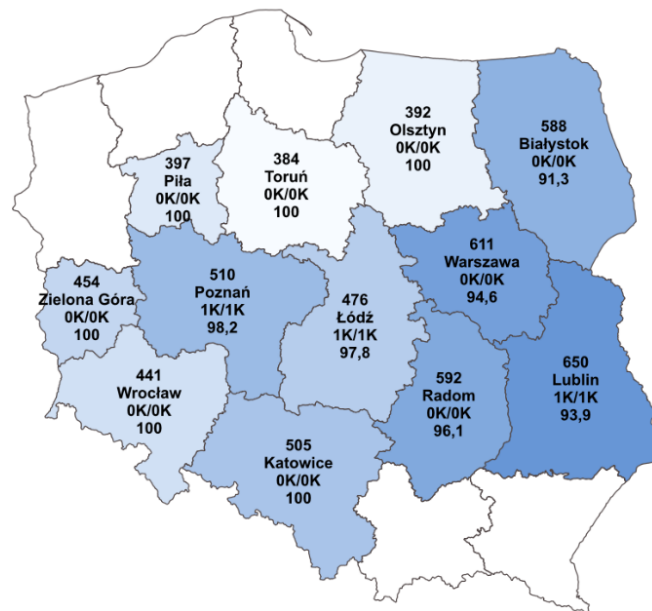 392
Olsztyn
0K/0K
100
588
Białystok
0K/0K
91,3
397
Piła
0K/0K
100
384
Toruń
0K/0K
100
611
Warszawa
0K/0K
94,6
454
Zielona Góra
0K/0K
100
510
Poznań
1K/1K
98,2
476
Łódź
1K/1K
97,8
650
Lublin
1K/1K
93,9
592
Radom
0K/0K
96,1
441
Wrocław
0K/0K
100
505
Katowice
0K/0K
100